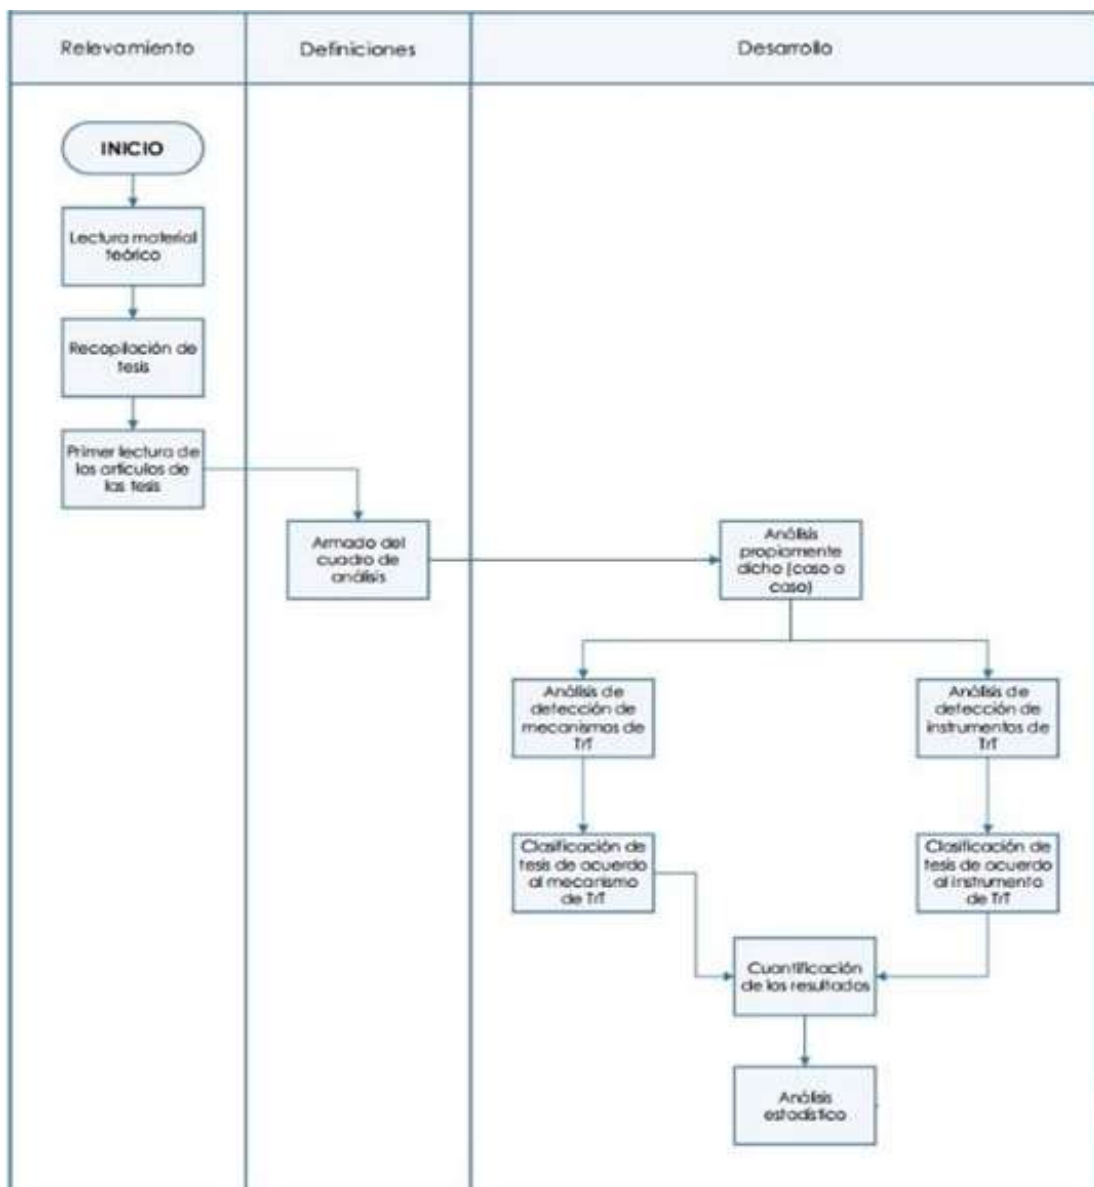 Relevamiento
Definiciones
Desarrollo
INICIO
Lectura material
teórico
Recopilación de
tesis
Primer lectura de
los artículos de
las tesis
Armado del
cuadro de
análisis
Análisis
propiamente
dicho (caso a
caso)
Análisis de
detección de
mecanismos de
TrT
Análisis de
detección de
instrumentos de
TrT
Clasificación de
tesis de acuerdo
al mecanismo
de TrT
Clasificación de
tesis de acuerdo
al instrumento
de TrT
Cuantificación
de los resultados
Análisis
estadístico